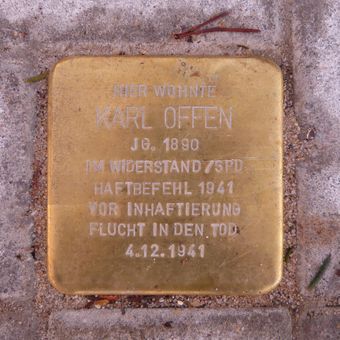 HIER WOHNTE
KARL OFFEN
JG. 1890
IM WIDERSTAND/SPD
HAFTBEFEHL 1941
VOR INHAFTIERUNG
FLUCHT IN DEN TOD
4.12.1941